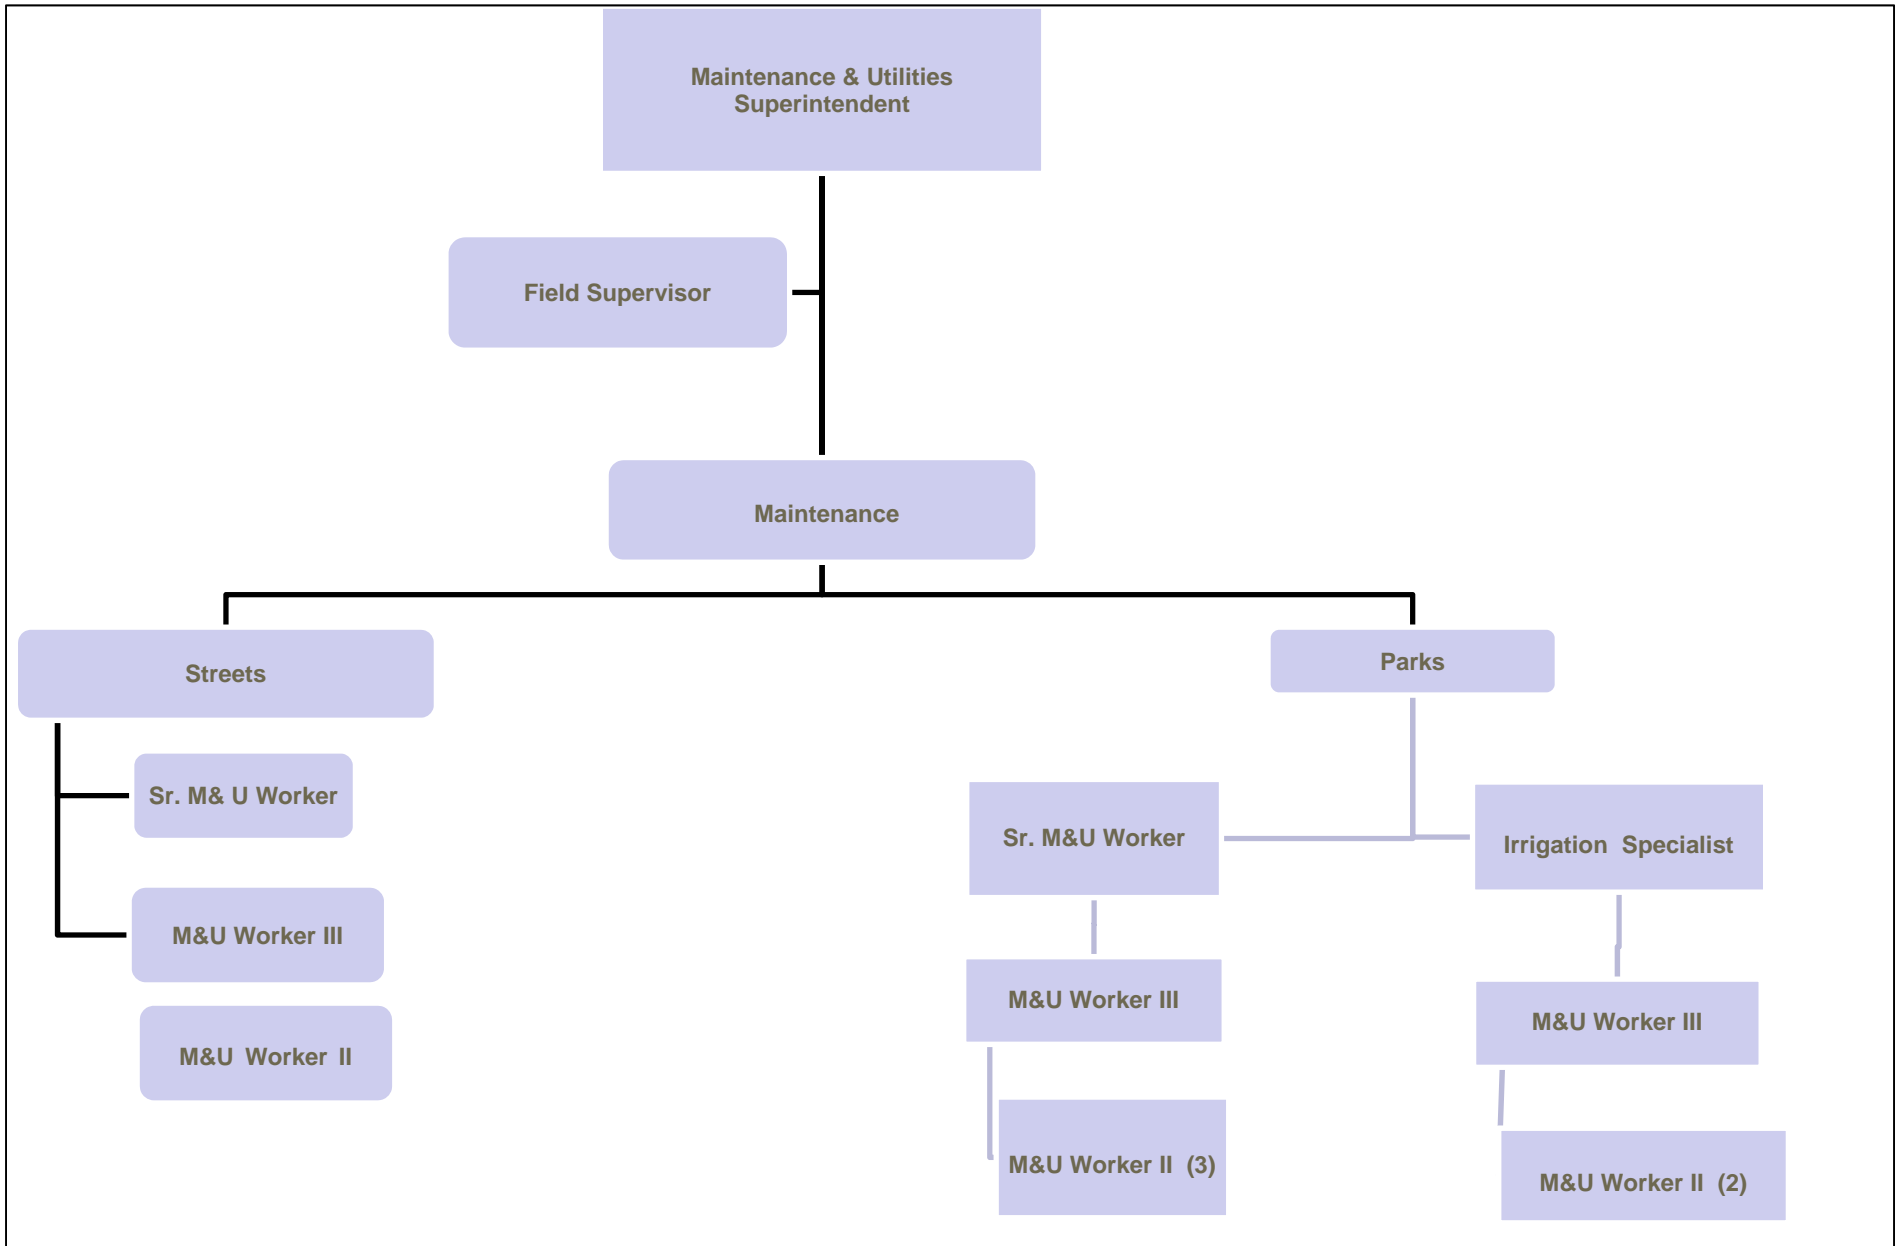 Maintenance & Utilities
Superintendent
Field Supervisor
Maintenance
Streets
Parks
Sr. M& U Worker
M&U Worker III
M&U Worker II
Sr. M&U Worker
Irrigation Specialist
M&U Worker III
M&U Worker III
M&U Worker II (3)
M&U Worker II (2)